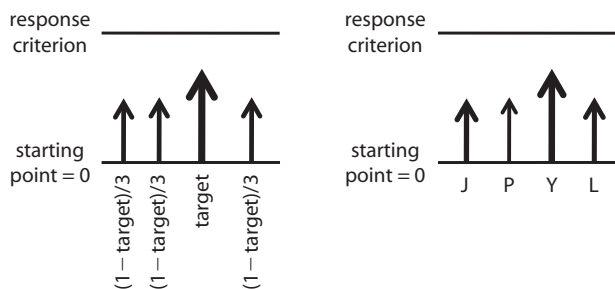 response
criterion
starting
point = 0
(1 − target)/3
(1 − target)/3
target
(1 − target)/3
response
criterion
starting
point = 0
J P Y L